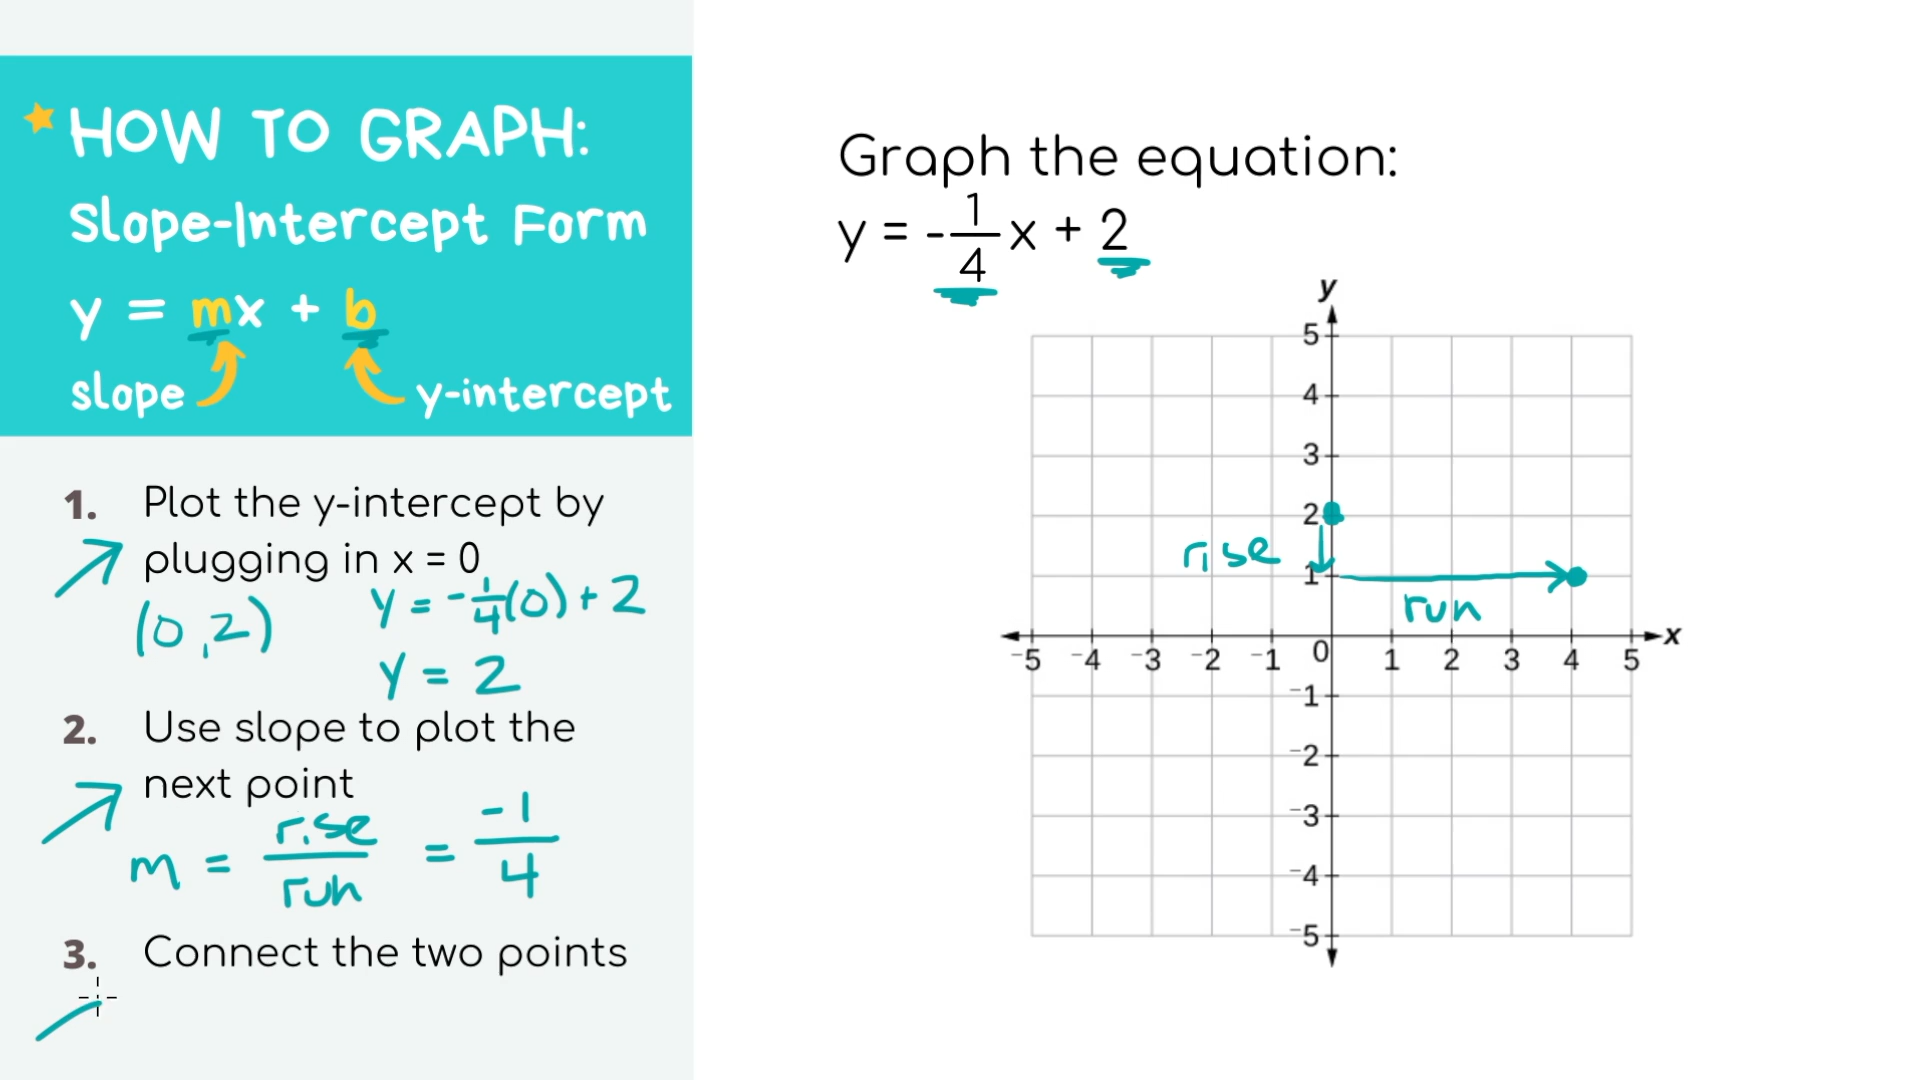 HOW TO GRAPH:
Slope-Intercept Form
y = mx + b
slope
y-intercept
1. Plot the y-intercept by
plugging in x = 0
(0,2)
y = -1/4(0) + 2
y = 2
2. Use slope to plot the
next point
m = rise/run = -1/4
3. Connect the two points
Graph the equation:
y = -1/4x + 2
y
5
4
3
2
rise
1
run
x
-5 -4 -3 -2 -1 0 1 2 3 4 5
-1
-2
-3
-4
-5